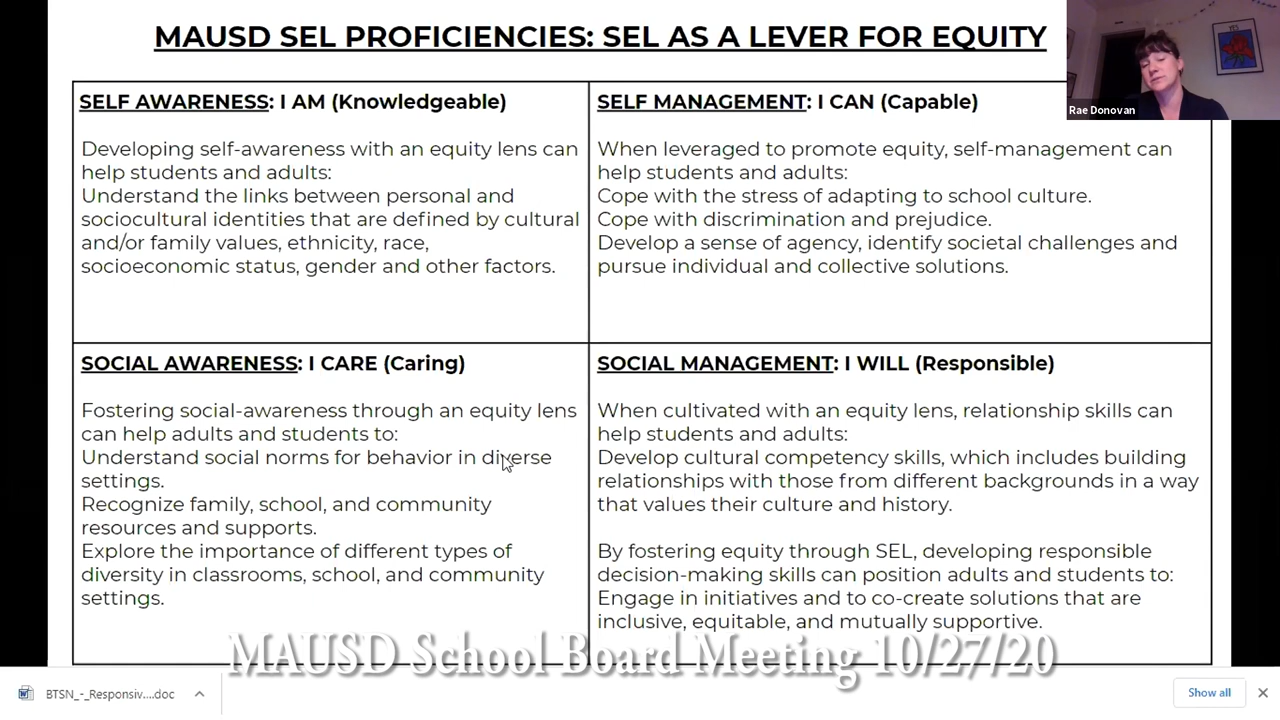 MAUSD SEL PROFICIENCIES: SEL AS A LEVER FOR EQUITY
YES
Rae Donovan
SELF AWARENESS: I AM (Knowledgeable)
Developing self-awareness with an equity lens can
help students and adults:
Understand the links between personal and
sociocultural identities that are defined by cultural
and/or family values, ethnicity, race,
socioeconomic status, gender and other factors.
SELF MANAGEMENT: I CAN (Capable)
When leveraged to promote equity, self-management can
help students and adults:
Cope with the stress of adapting to school culture.
Cope with discrimination and prejudice.
Develop a sense of agency, identify societal challenges and
pursue individual and collective solutions.
SOCIAL AWARENESS: I CARE (Caring)
Fostering social-awareness through an equity lens
can help adults and students to:
Understand social norms for behavior in diverse
settings.
Recognize family, school, and community
resources and supports.
Explore the importance of different types of
diversity in classrooms, school, and community
settings.
SOCIAL MANAGEMENT: I WILL (Responsible)
When cultivated with an equity lens, relationship skills can
help students and adults:
Develop cultural competency skills, which includes building
relationships with those from different backgrounds in a way
that values their culture and history.
By fostering equity through SEL, developing responsible
decision-making skills can position adults and students to:
Engage in initiatives and to co-create solutions that are
inclusive, equitable, and mutually supportive.
MAUSD School Board Meeting 10/27/20
BTSN_-_Responsiv....doc
Show all